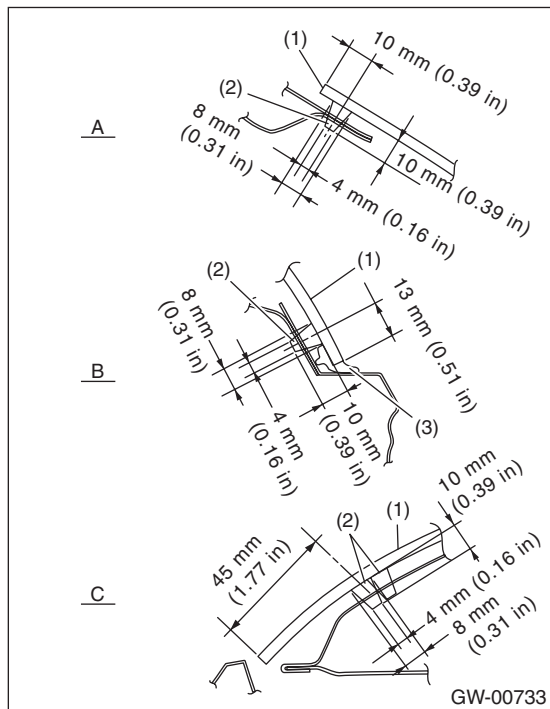 (1)
10 mm (0.39 in)
(2)
8 mm
(0.31 in)
A
10 mm (0.39 in)
4 mm (0.16 in)
(2)
(1)
8 mm
(0.31 in)
13 mm
(0.51 in)
B
4 mm
(0.16 in)
10 mm
(0.39 in)
(3)
(2)
(1)
10 mm
(0.39 in)
45 mm
(1.77 in)
C
4 mm (0.16 in)
8 mm
(0.31 in)
GW-00733